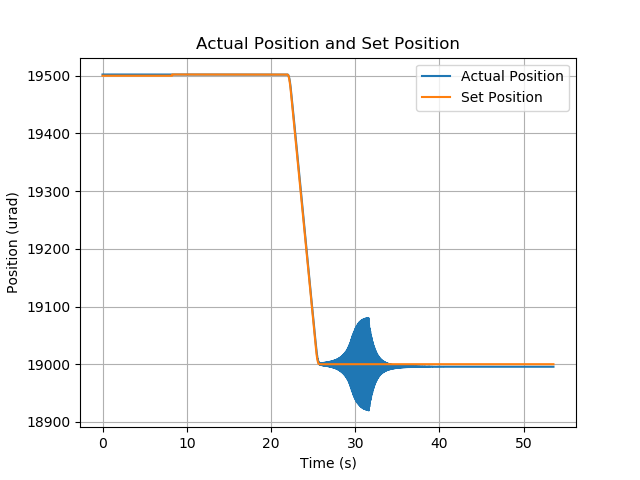 Actual Position and Set Position
Actual Position
Set Position
Position (urad)
19500
19400
19300
19200
19100
19000
18900
0 10 20 30 40 50
Time (s)